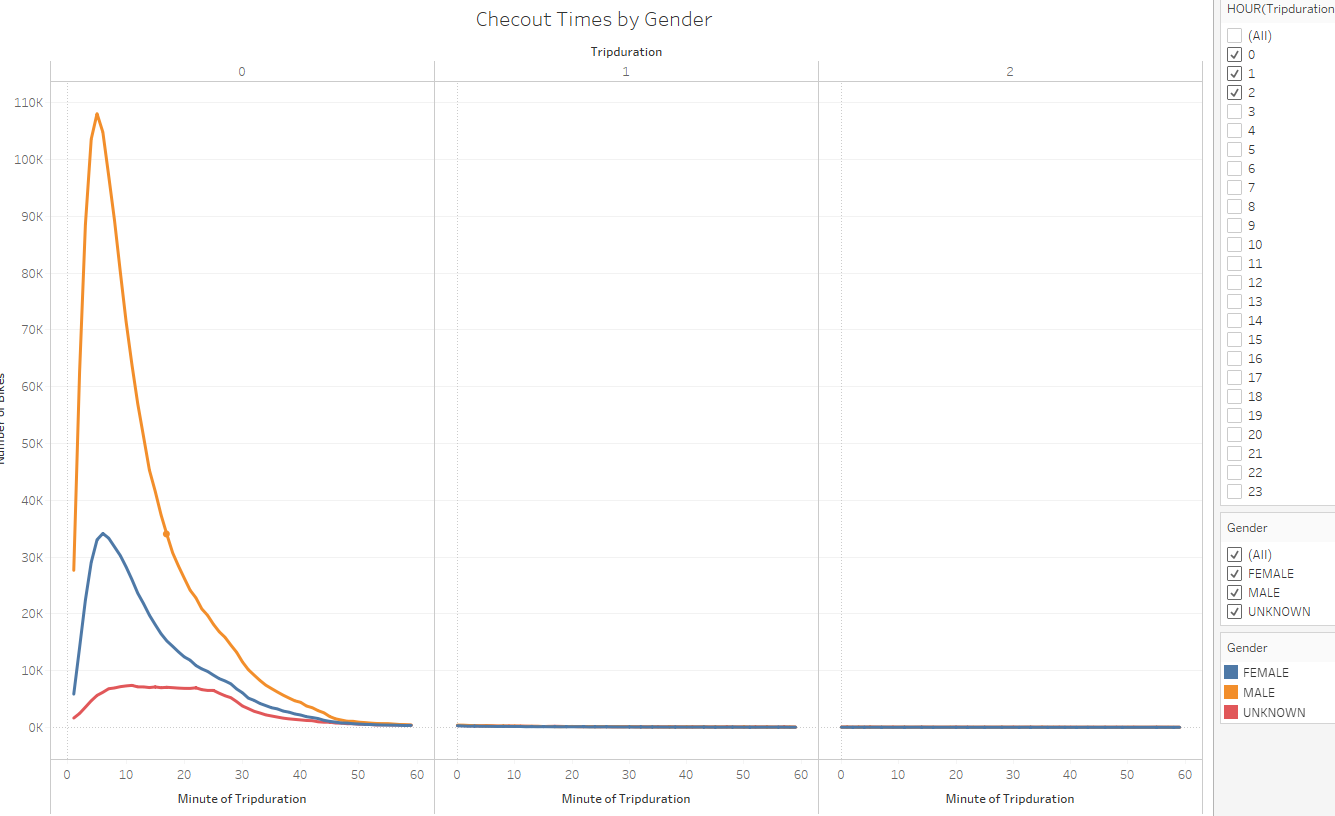 Checout Times by Gender
Tripduration
0 1 2
110K
100K
90K
80K
70K
60K
50K
40K
30K
20K
10K
0K
0 10 20 30 40 50 60
0 10 20 30 40 50 60
0 10 20 30 40 50 60
Minute of Tripduration
Minute of Tripduration
Minute of Tripduration
HOUR(Tripduration
(All)
0
1
2
3
4
5
6
7
8
9
10
11
12
13
14
15
16
17
18
19
20
21
22
23
Gender
(All)
FEMALE
MALE
UNKNOWN
Gender
FEMALE
MALE
UNKNOWN